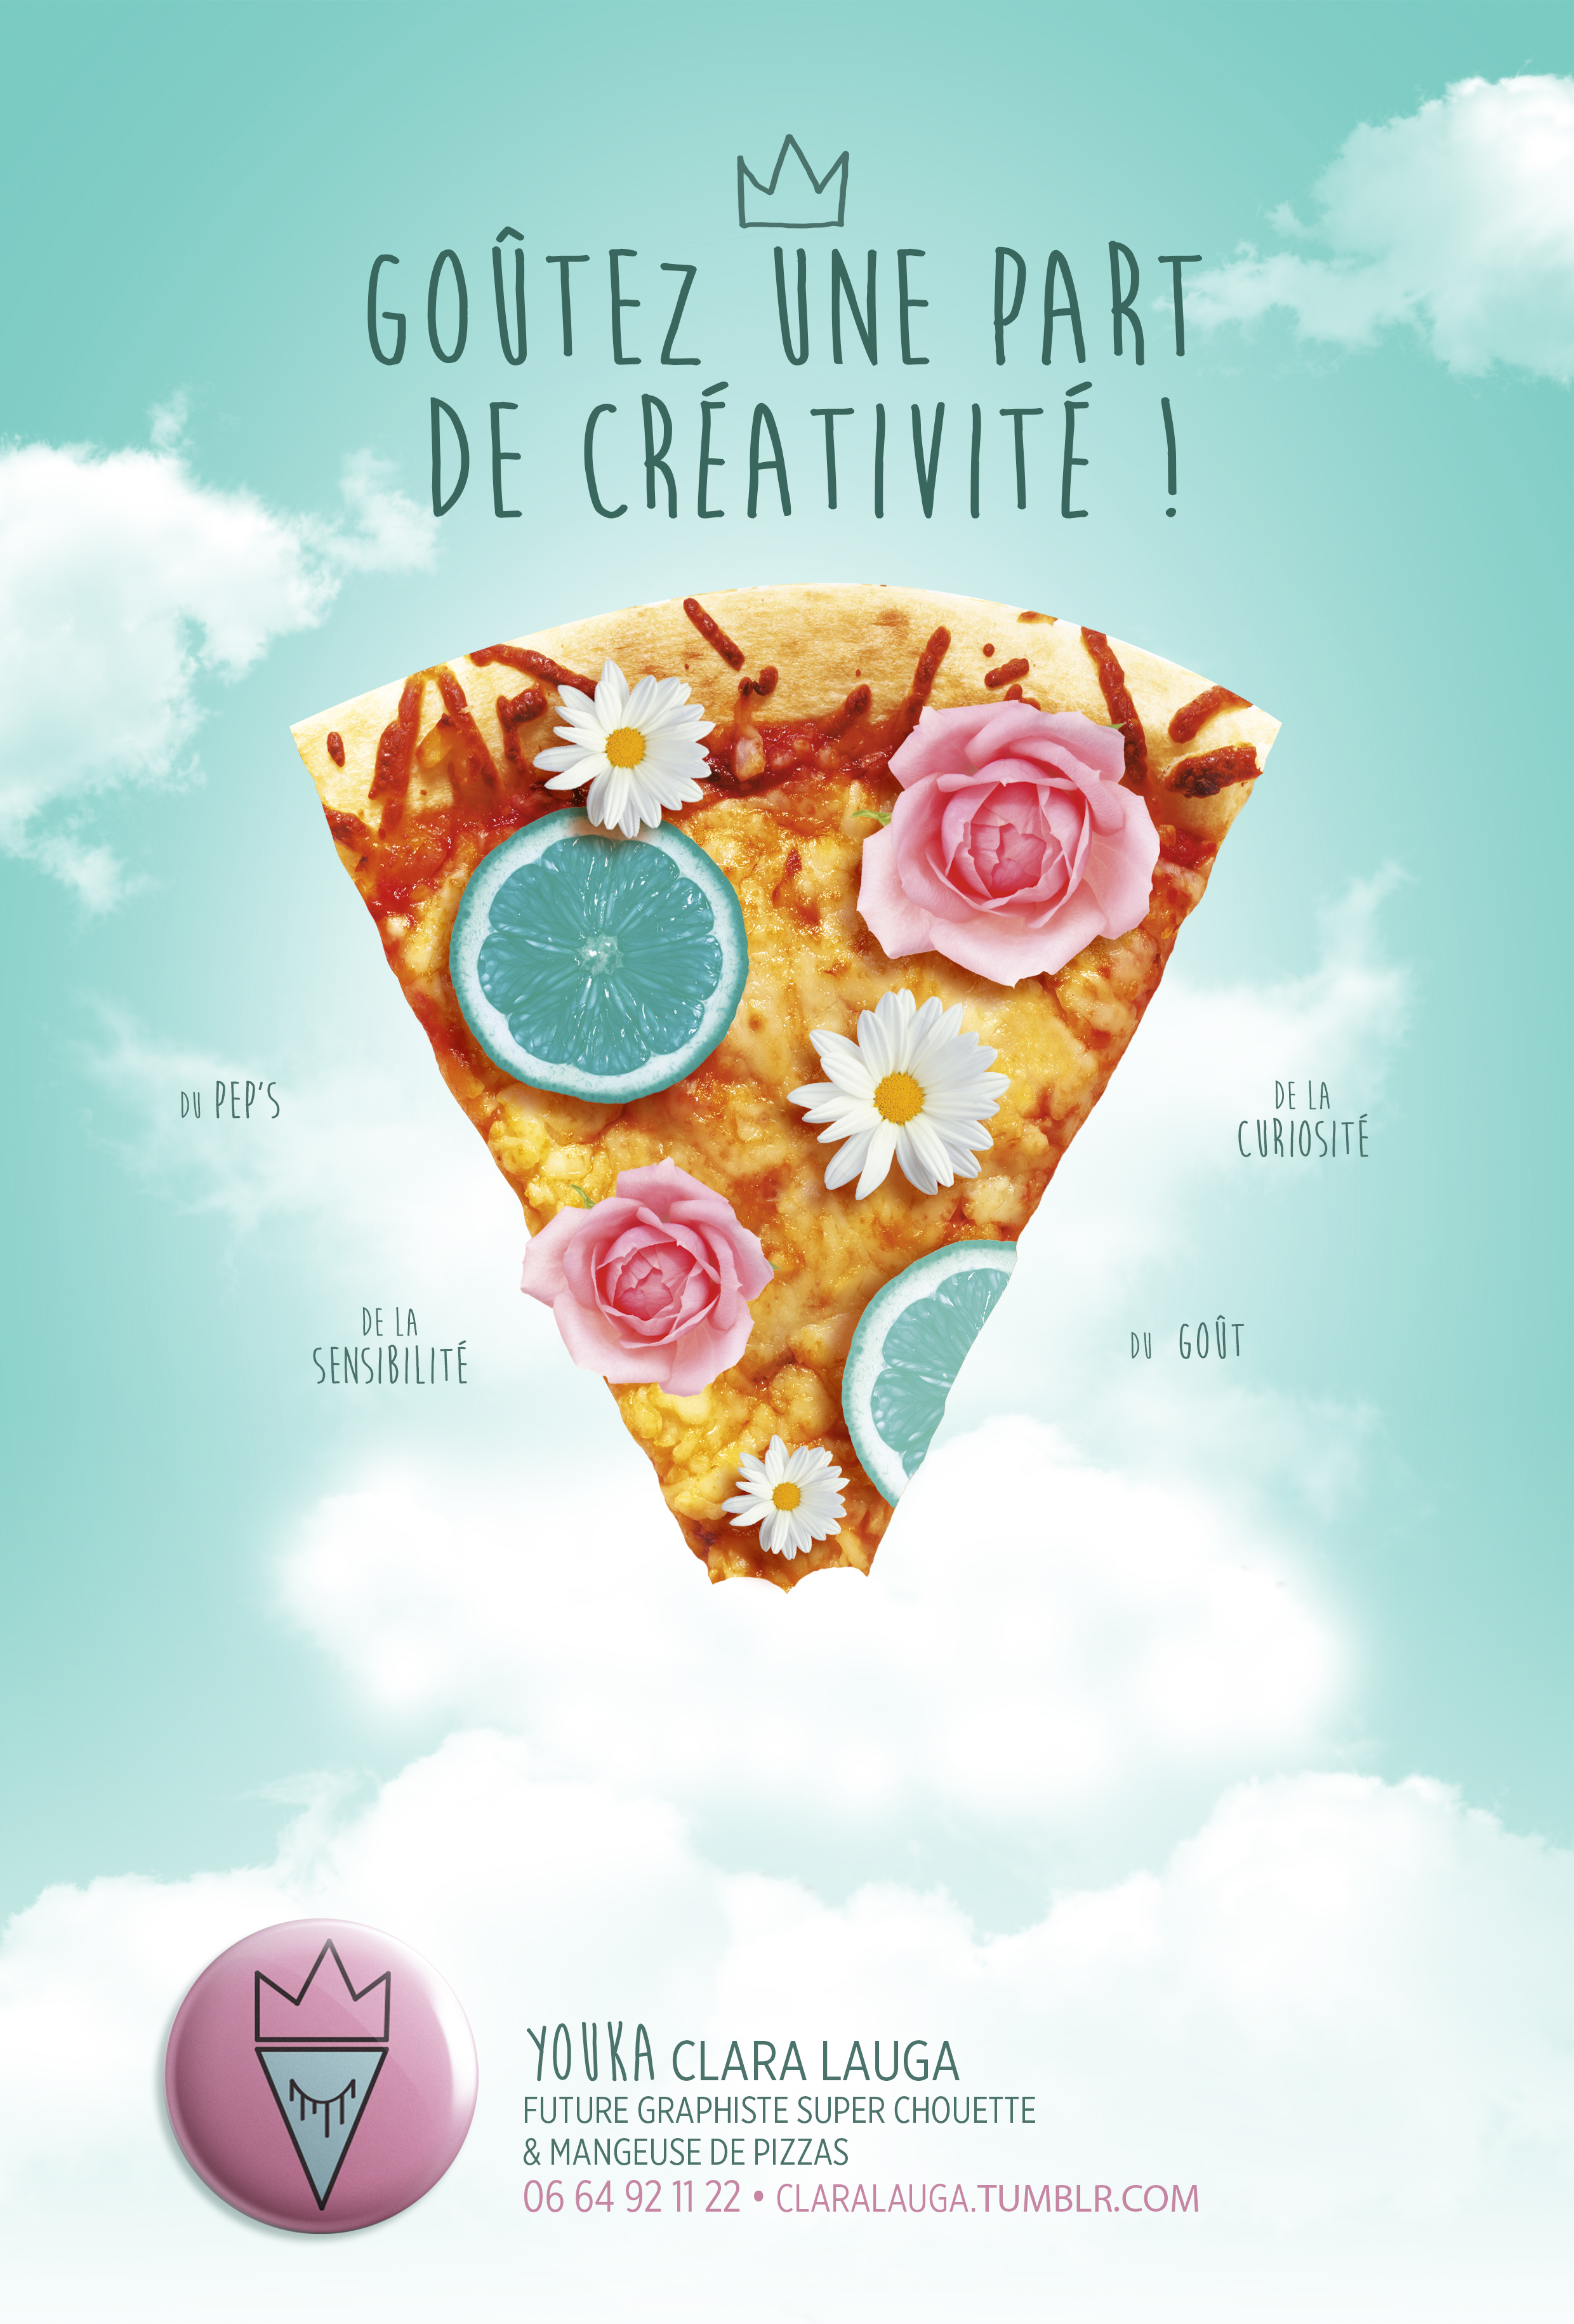 GOÛTEZ UNE PART
DE CRÉATIVITÉ !
DU PEP'S
DE LA
CURIOSITÉ
DE LA
SENSIBILITÉ
DU GOÛT
YOUKA CLARA LAUGA
FUTURE GRAPHISTE SUPER CHOUETTE
& MANGEUSE DE PIZZAS
06 64 92 11 22 • CLARALAUGA.TUMBLR.COM